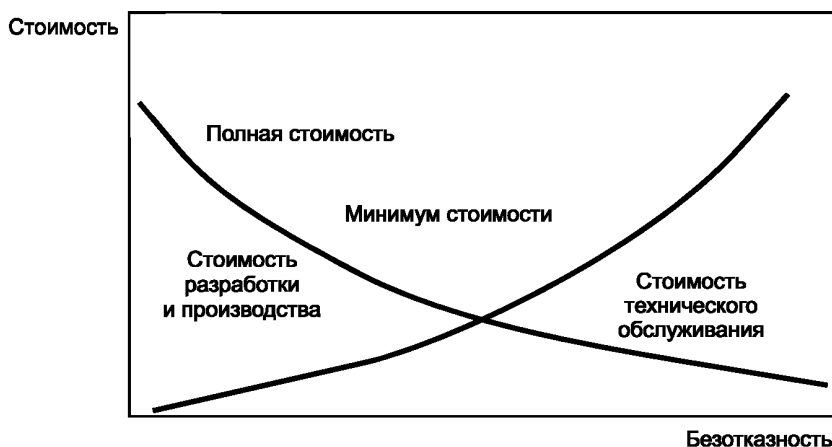 Стоимость
Полная стоимость
Минимум стоимости
Стоимость
разработки
и производства
Стоимость
технического
обслуживания
Безотказность